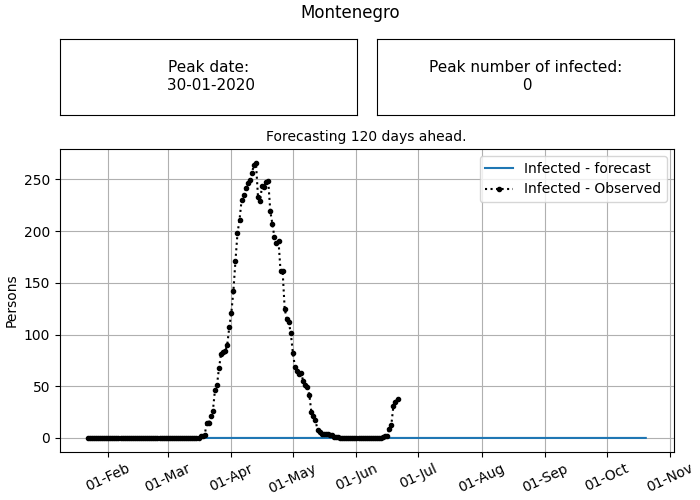 Montenegro
Peak date:
30-01-2020
Peak number of infected:
0
Forecasting 120 days ahead.
Infected - forecast
Infected - Observed
Persons
250
200
150
100
50
0
01-Feb
01-Mar
01-Apr
01-May
01-Jun
01-Jul
01-Aug
01-Sep
01-Oct
01-Nov